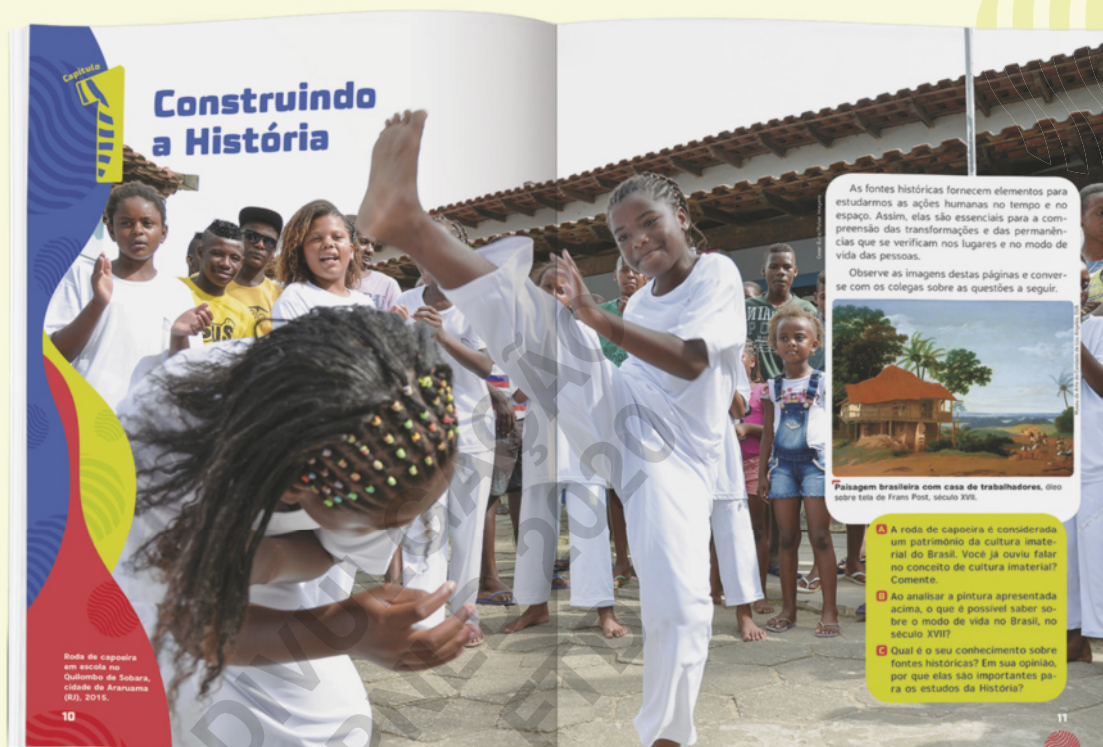 Capítulo
1
Construindo
a História
As fontes históricas fornecem elementos para
estudarmos as ações humanas no tempo e no
espaço. Assim, elas são essenciais para a com-
preensão das transformações e das permanên-
cias que se verificam nos lugares e no modo de
vida das pessoas.
Observe as imagens destas páginas e conver-
se com os colegas sobre as questões a seguir.
Paisagem brasileira com casa de trabalhadores, óleo
sobre tela de Frans Post, século XVII.
A A roda de capoeira é considerada
um patrimônio da cultura imate-
rial do Brasil. Você já ouviu falar
no conceito de cultura imaterial?
Comente.
B Ao analisar a pintura apresentada
acima, o que é possível saber so-
bre o modo de vida no Brasil, no
século XVII?
C Qual é o seu conhecimento sobre
fontes históricas? Em sua opinião,
por que elas são importantes pa-
ra os estudos da História?
Roda de capoeira
em escola no
Quilombo de Sobara,
cidade de Araruama
(RJ), 2015.
10
11
DIVULGAÇÃO
2020